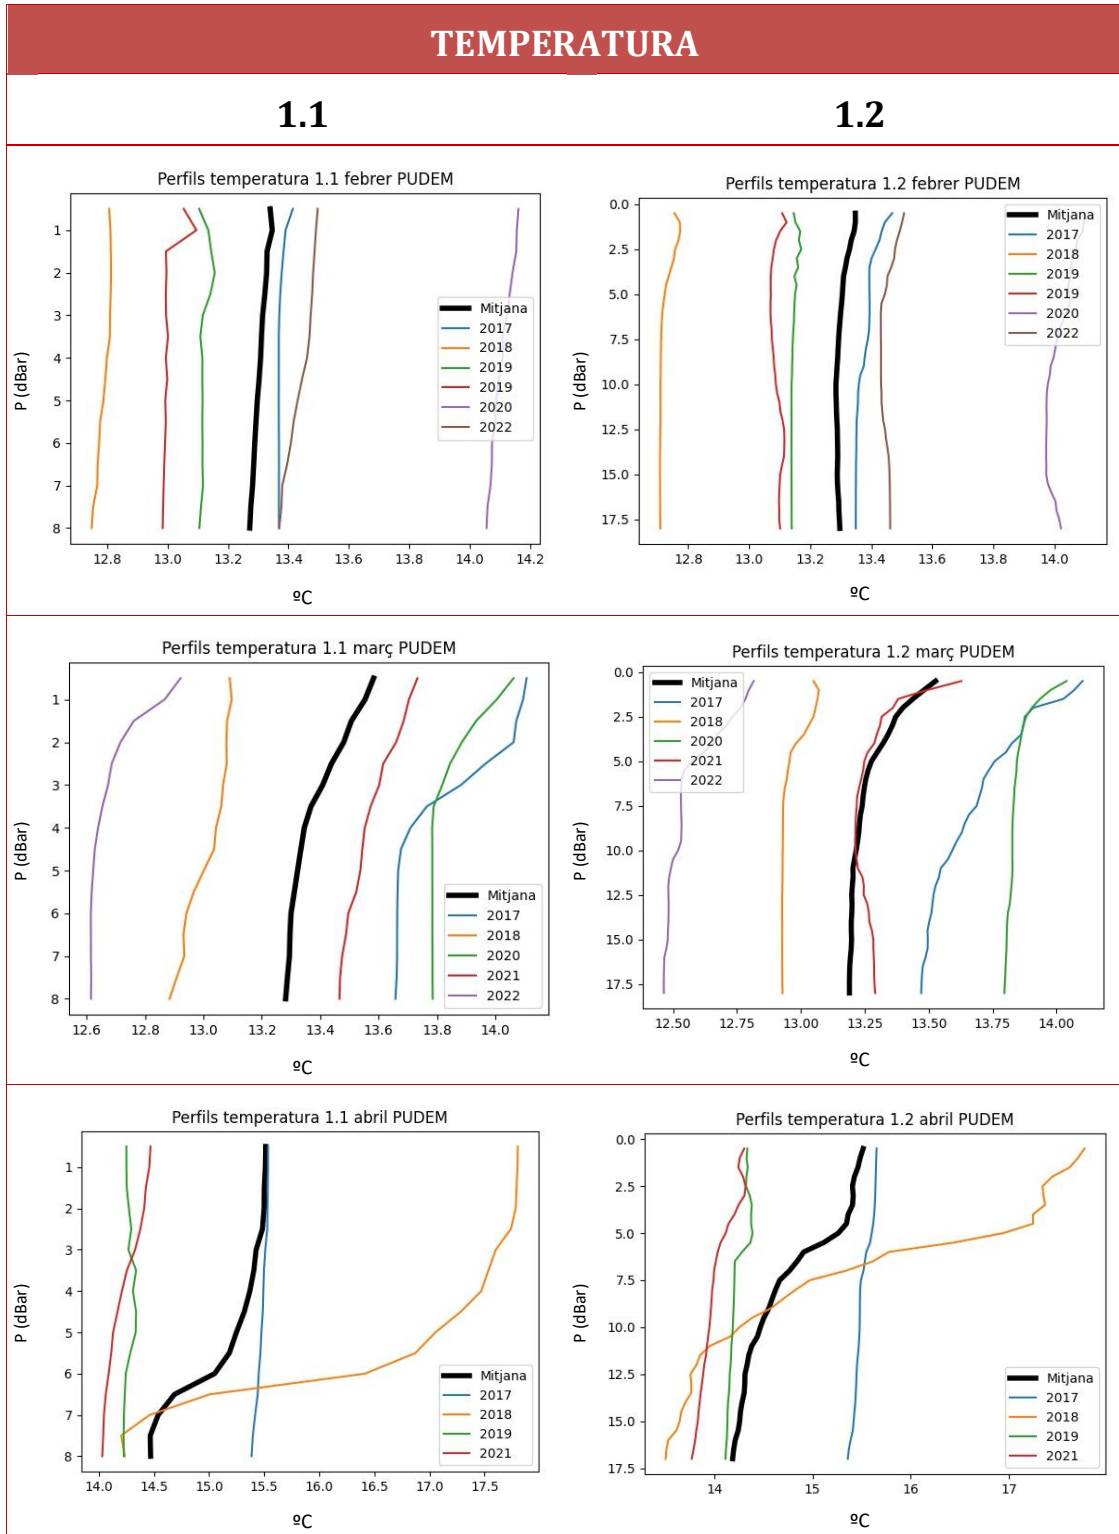 TEMPERATURA
1.1
1.2
Perfils temperatura 1.1 febrer PUDEM
P (dBar)
1
2
3
4
5
6
7
8
Mitjana
2017
2018
2019
2019
2020
2022
12.8 13.0 13.2 13.4 13.6 13.8 14.0 14.2
ºC
Perfils temperatura 1.2 febrer PUDEM
P (dBar)
0.0
2.5
5.0
7.5
10.0
12.5
15.0
17.5
Mitjana
2017
2018
2019
2019
2020
2022
12.8 13.0 13.2 13.4 13.6 13.8 14.0
ºC
Perfils temperatura 1.1 març PUDEM
P (dBar)
1
2
3
4
5
6
7
8
Mitjana
2017
2018
2020
2021
2022
12.6 12.8 13.0 13.2 13.4 13.6 13.8 14.0
ºC
Perfils temperatura 1.2 març PUDEM
P (dBar)
0.0
2.5
5.0
7.5
10.0
12.5
15.0
17.5
Mitjana
2017
2018
2020
2021
2022
12.50 12.75 13.00 13.25 13.50 13.75 14.00
ºC
Perfils temperatura 1.1 abril PUDEM
P (dBar)
1
2
3
4
5
6
7
8
Mitjana
2017
2018
2019
2021
14.0 14.5 15.0 15.5 16.0 16.5 17.0 17.5
ºC
Perfils temperatura 1.2 abril PUDEM
P (dBar)
0.0
2.5
5.0
7.5
10.0
12.5
15.0
17.5
Mitjana
2017
2018
2019
2021
14 15 16 17
ºC